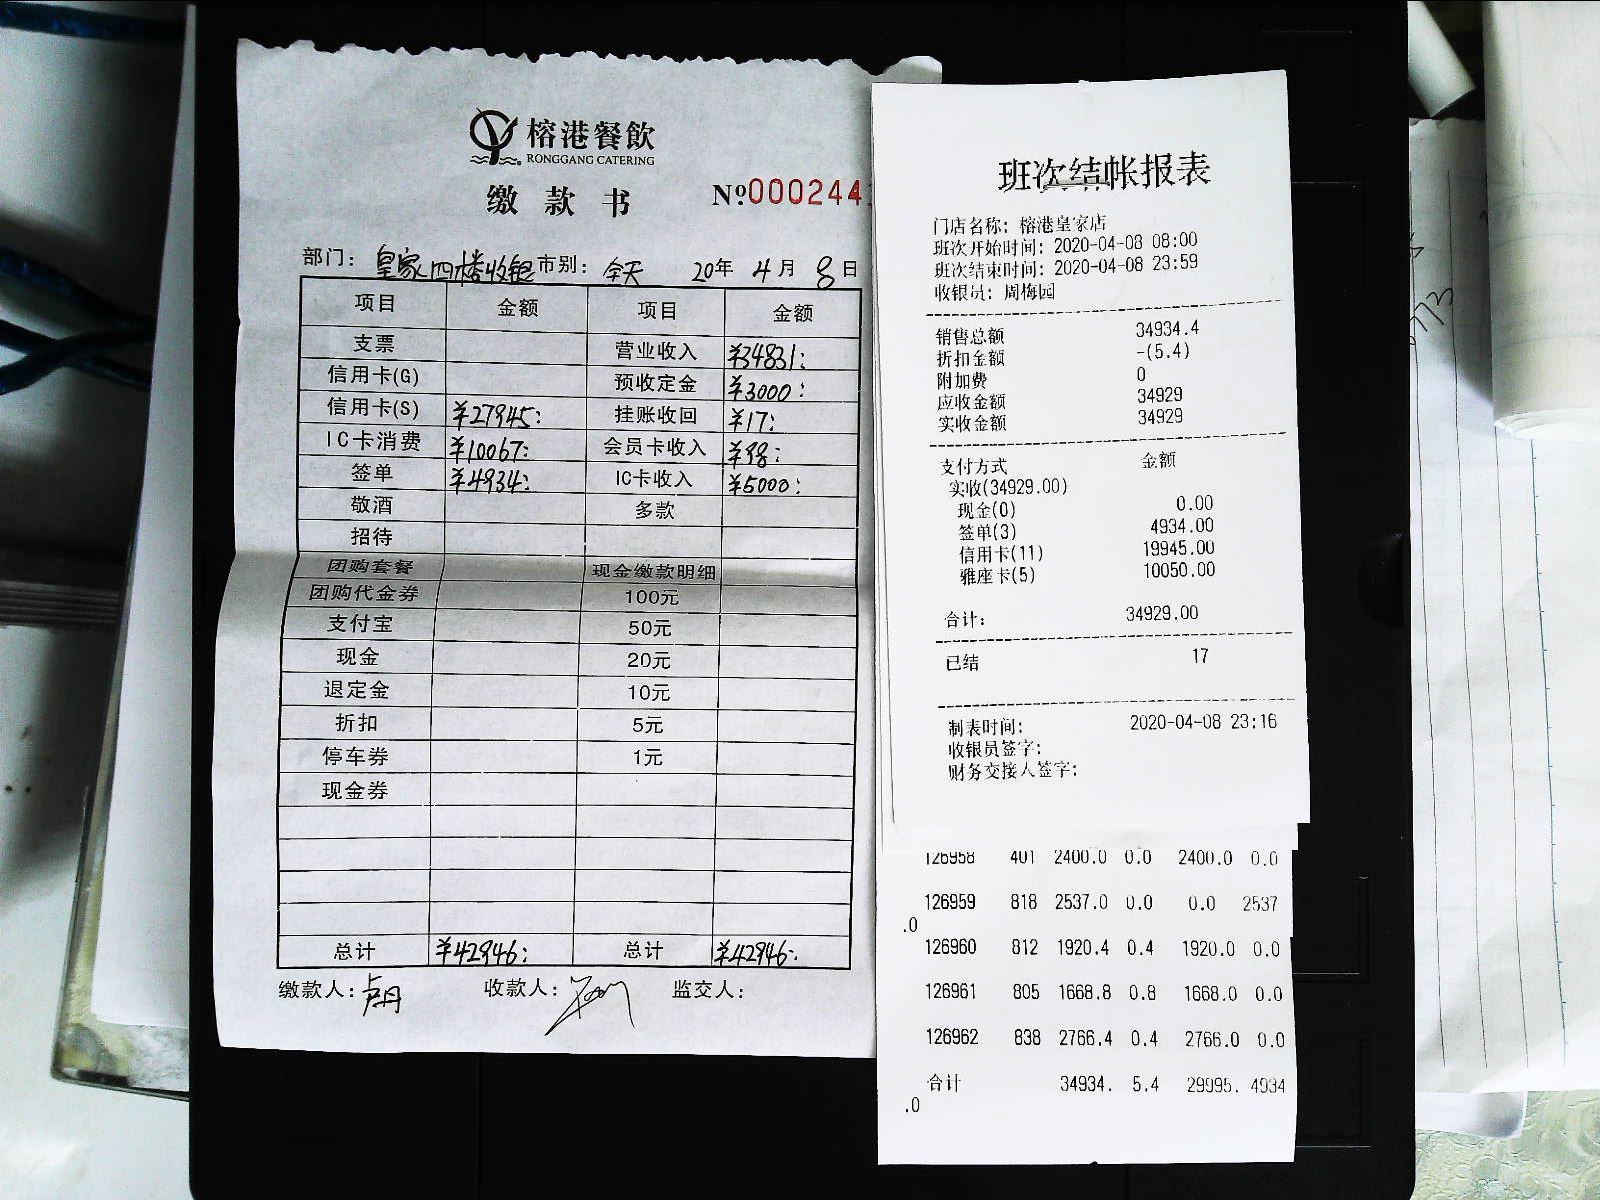 榕港餐飲
RONGGANG CATERING
缴款书 №000244
部门：皇家四楼收银 市别：全天 20年4月8日
项目 金额 项目 金额
支票 营业收入 ¥34831:
信用卡(G) 预收定金 ¥3000:
信用卡(S) ¥27945: 挂账收回 ¥17:
IC卡消费 ¥10067: 会员卡收入 ¥98:
签单 ¥4934: IC卡收入 ¥5000:
敬酒 多款
招待
团购套餐 现金缴款明细
团购代金券 100元
支付宝 50元
现金 20元
退定金 10元
折扣 5元
停车券 1元
现金券
总计 ¥42946: 总计 ¥42946:
缴款人： 收款人： 监交人：
班次结帐报表
门店名称：榕港皇家店
班次开始时间：2020-04-08 08:00
班次结束时间：2020-04-08 23:59
收银员：周梅园
销售总额 34934.4
折扣金额 -(5.4)
附加费 0
应收金额 34929
实收金额 34929
支付方式 金额
实收(34929.00)
现金(0) 0.00
签单(3) 4934.00
信用卡(11) 19945.00
雅座卡(5) 10050.00
合计： 34929.00
已结 17
制表时间： 2020-04-08 23:16
收银员签字：
财务交接人签字：
126958 401 2400.0 0.0 2400.0 0.0
126959 818 2537.0 0.0 0.0 2537
.0
126960 812 1920.4 0.4 1920.0 0.0
126961 805 1668.8 0.8 1668.0 0.0
126962 838 2766.4 0.4 2766.0 0.0
合计 34934. 5.4 29995. 4934
.0